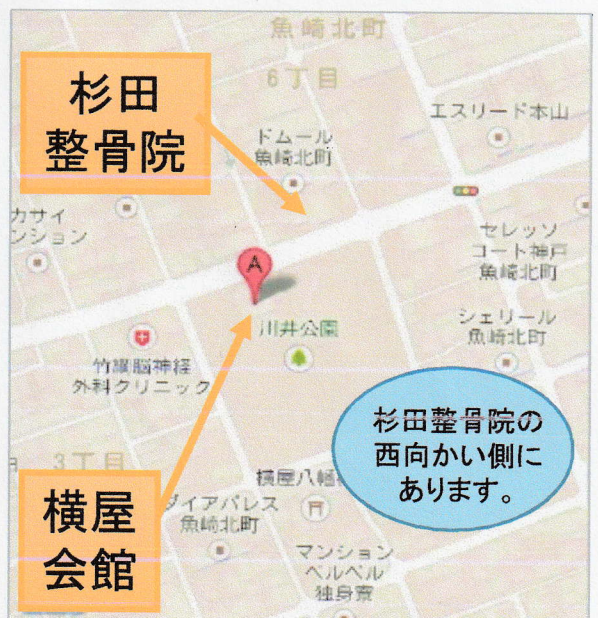 魚崎北町
6丁目
杉田
整骨院
エスリード本山
ドムール
魚崎北町
カサイ
ンション
セレッソ
コート神戸
魚崎北町
A
川井公園
シェリール
魚崎北町
脳神経
外科クリニック
杉田整骨院の
西向かい側に
あります。
3丁目
横屋八幡
横屋
会館
ダイアパレス
魚崎北町
マンション
ベルベル
独身寮